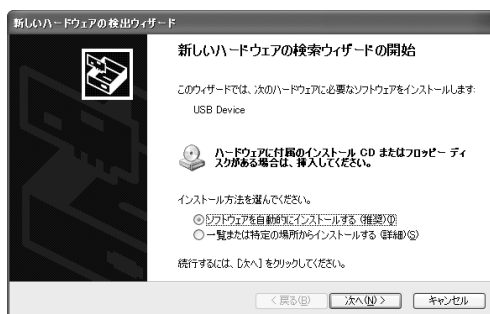 新しいハードウェアの検出ウィザード
新しいハードウェアの検索ウィザードの開始
このウィザードでは、次のハードウェアに必要なソフトウェアをインストールします:
USB Device
ハードウェアに付属のインストール CD またはフロッピー ディ
スクがある場合は、挿入してください。
インストール方法を選んでください。
ソフトウェアを自動的にインストールする (推奨)(I)
一覧または特定の場所からインストールする (詳細)(S)
続行するには、[次へ] をクリックしてください。
< 戻る(B) 次へ(N) > キャンセル